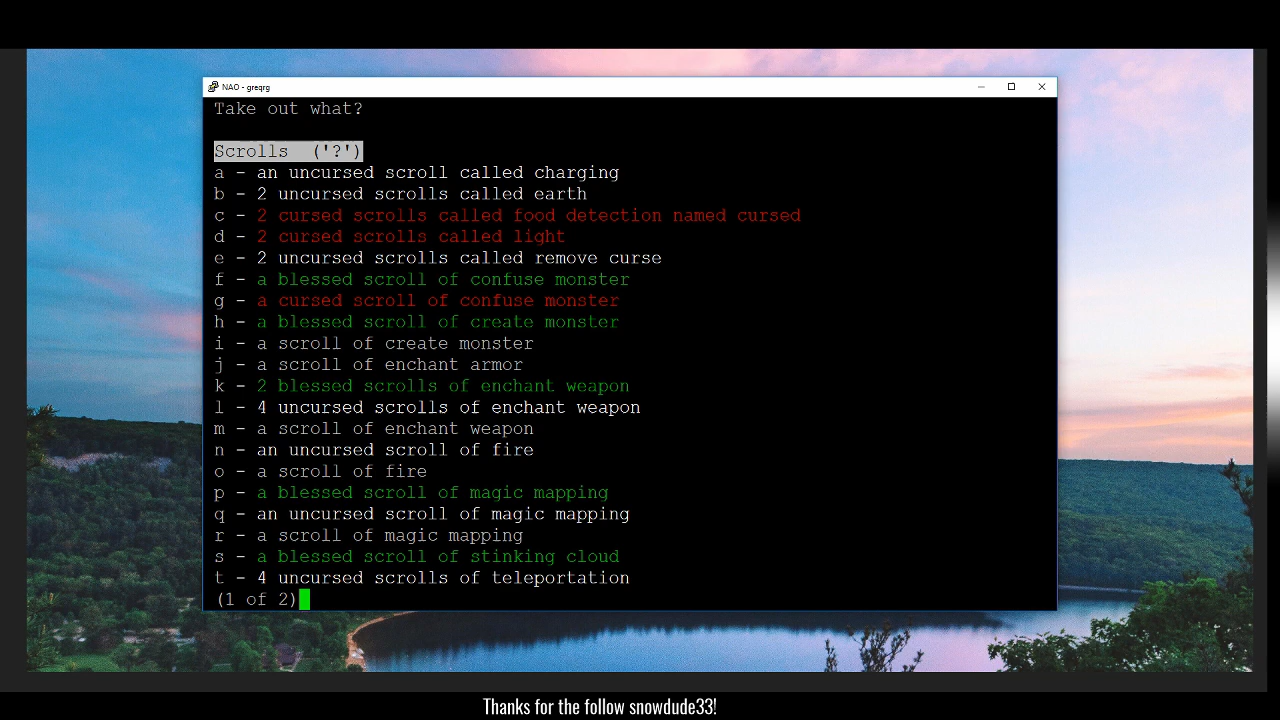 NAO - greqrg
Take out what?
Scrolls  ('?')
a - an uncursed scroll called charging
b - 2 uncursed scrolls called earth
c - 2 cursed scrolls called food detection named cursed
d - 2 cursed scrolls called light
e - 2 uncursed scrolls called remove curse
f - a blessed scroll of confuse monster
g - a cursed scroll of confuse monster
h - a blessed scroll of create monster
i - a scroll of create monster
j - a scroll of enchant armor
k - 2 blessed scrolls of enchant weapon
l - 4 uncursed scrolls of enchant weapon
m - a scroll of enchant weapon
n - an uncursed scroll of fire
o - a scroll of fire
p - a blessed scroll of magic mapping
q - an uncursed scroll of magic mapping
r - a scroll of magic mapping
s - a blessed scroll of stinking cloud
t - 4 uncursed scrolls of teleportation
(1 of 2)
Thanks for the follow snowdude33!